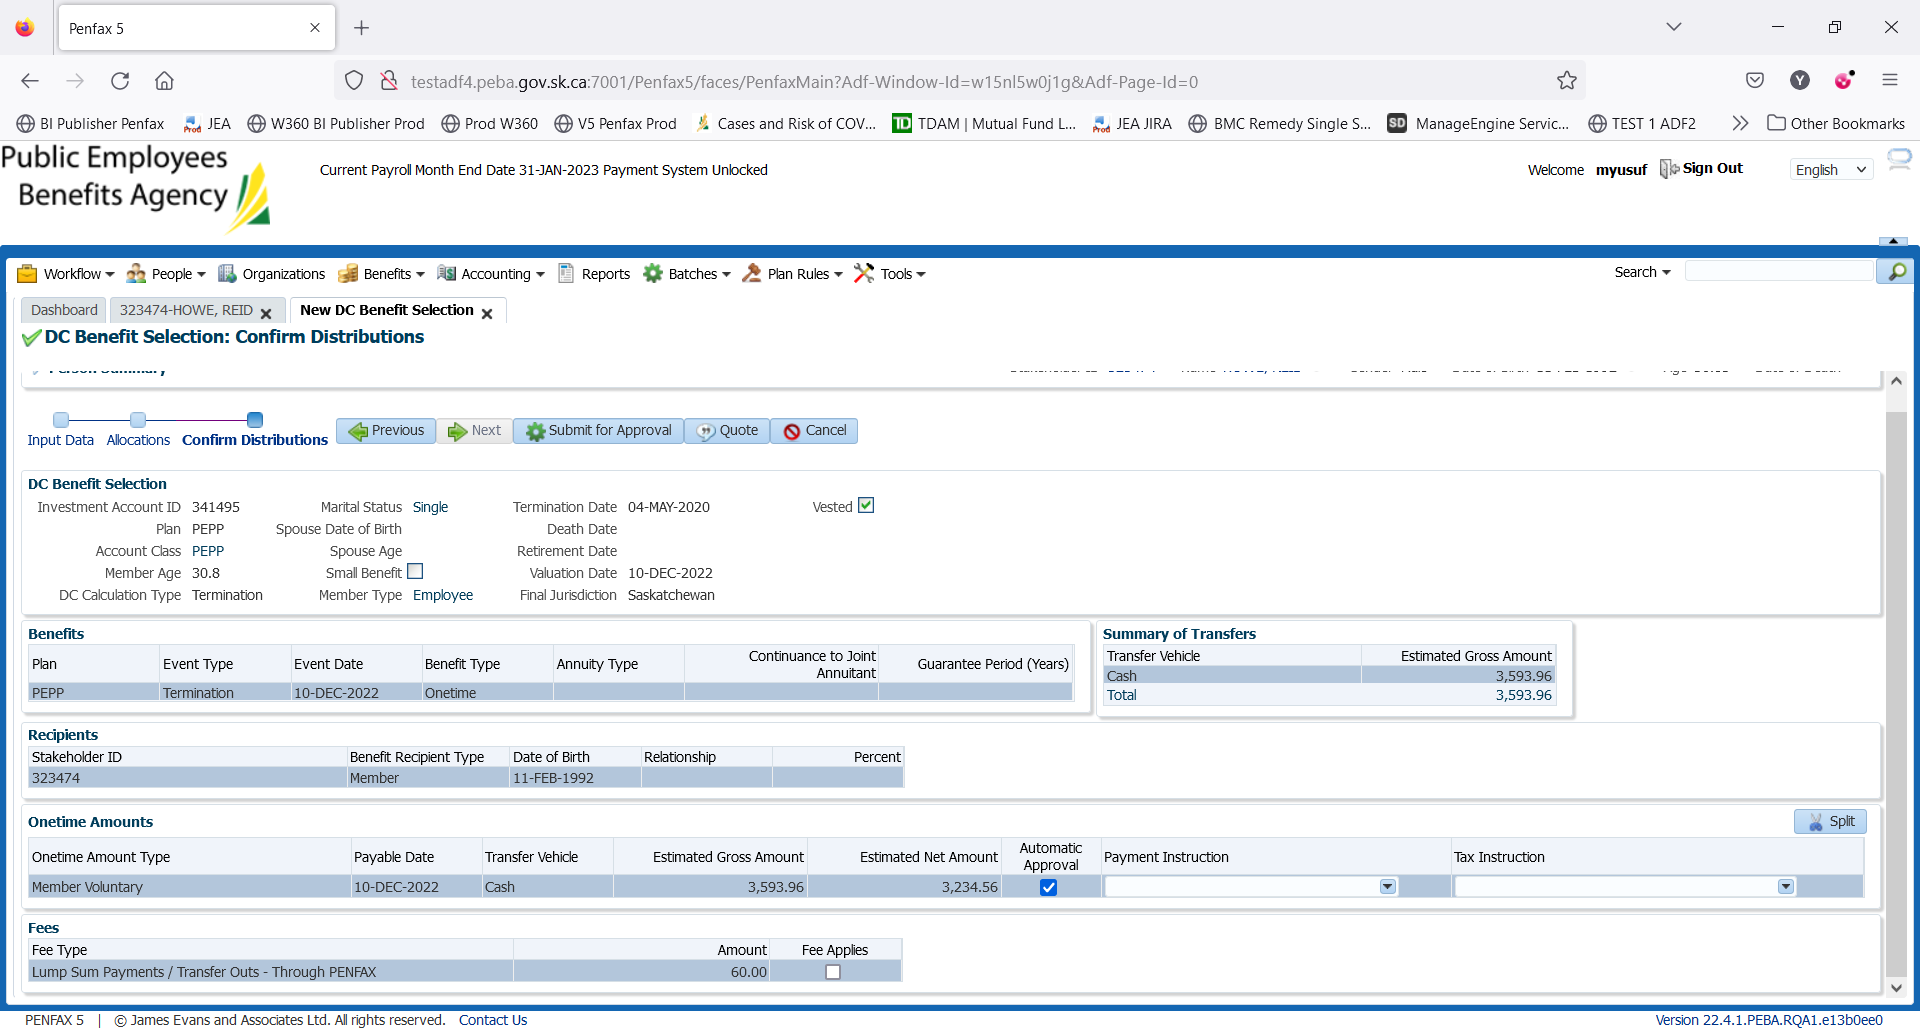 Penfax 5
testadf4.peba.gov.sk.ca:7001/Penfax5/faces/PenfaxMain?Adf-Window-Id=w15nl5w0j1g&Adf-Page-Id=0
BI Publisher Penfax JEA W360 BI Publisher Prod Prod W360 V5 Penfax Prod Cases and Risk of COV... TDAM | Mutual Fund L... JEA JIRA BMC Remedy Single S... ManageEngine Servic... TEST 1 ADF2 Other Bookmarks
Public Employees
Benefits Agency
Current Payroll Month End Date 31-JAN-2023 Payment System Unlocked
Welcome myusuf Sign Out English
Workflow People Organizations Benefits Accounting Reports Batches Plan Rules Tools Search
Dashboard 323474-HOWE, REID New DC Benefit Selection
DC Benefit Selection: Confirm Distributions
Person Summary
Input Data Allocations Confirm Distributions Previous Next Submit for Approval Quote Cancel
DC Benefit Selection
Investment Account ID 341495 Marital Status Single Termination Date 04-MAY-2020 Vested
Plan PEPP Spouse Date of Birth Death Date
Account Class PEPP Spouse Age Retirement Date
Member Age 30.8 Small Benefit Valuation Date 10-DEC-2022
DC Calculation Type Termination Member Type Employee Final Jurisdiction Saskatchewan
Benefits
Plan Event Type Event Date Benefit Type Annuity Type Continuance to Joint Annuitant Guarantee Period (Years)
PEPP Termination 10-DEC-2022 Onetime
Summary of Transfers
Transfer Vehicle Estimated Gross Amount
Cash 3,593.96
Total 3,593.96
Recipients
Stakeholder ID Benefit Recipient Type Date of Birth Relationship Percent
323474 Member 11-FEB-1992
Onetime Amounts
Split
Onetime Amount Type Payable Date Transfer Vehicle Estimated Gross Amount Estimated Net Amount Automatic Approval Payment Instruction Tax Instruction
Member Voluntary 10-DEC-2022 Cash 3,593.96 3,234.56
Fees
Fee Type Amount Fee Applies
Lump Sum Payments / Transfer Outs - Through PENFAX 60.00
PENFAX 5 | © James Evans and Associates Ltd. All rights reserved. Contact Us
Version 22.4.1.PEBA.RQA1.e13b0ee0